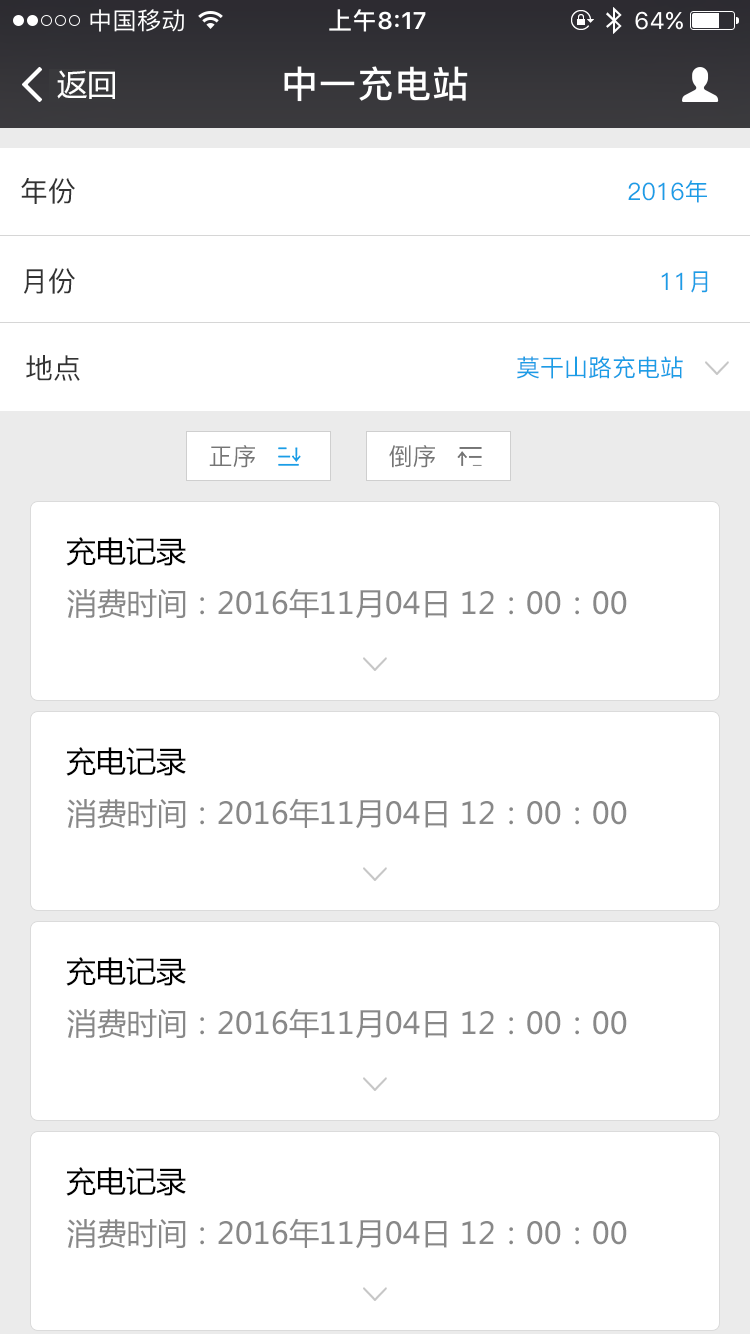 中国移动 上午8:17 64%
返回 中一充电站
年份 2016年
月份 11月
地点 莫干山路充电站
正序 倒序
充电记录
消费时间：2016年11月04日 12：00：00
充电记录
消费时间：2016年11月04日 12：00：00
充电记录
消费时间：2016年11月04日 12：00：00
充电记录
消费时间：2016年11月04日 12：00：00